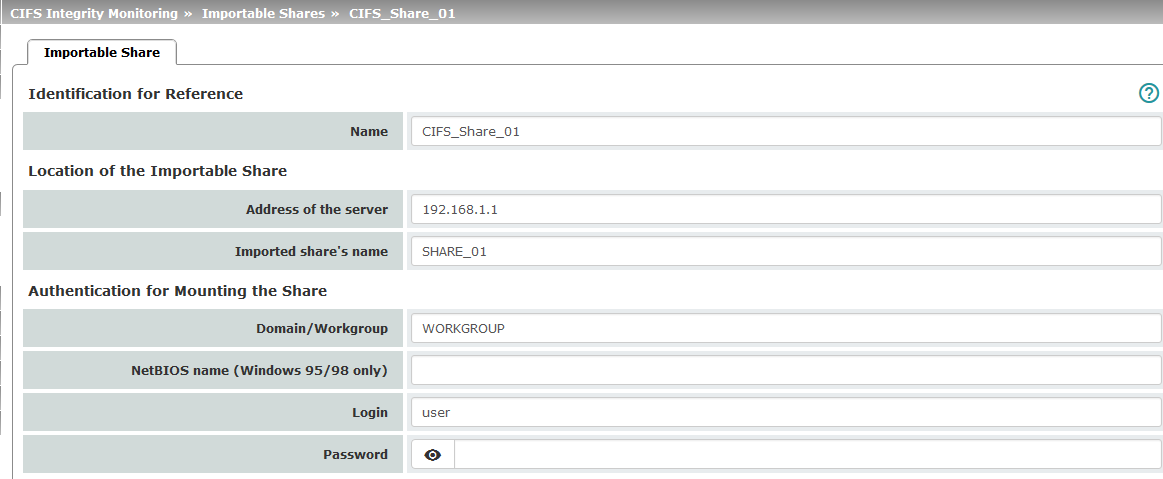 CIFS Integrity Monitoring » Importable Shares » CIFS_Share_01
Importable Share
Identification for Reference
Name CIFS_Share_01
Location of the Importable Share
Address of the server 192.168.1.1
Imported share's name SHARE_01
Authentication for Mounting the Share
Domain/Workgroup WORKGROUP
NetBIOS name (Windows 95/98 only)
Login user
Password